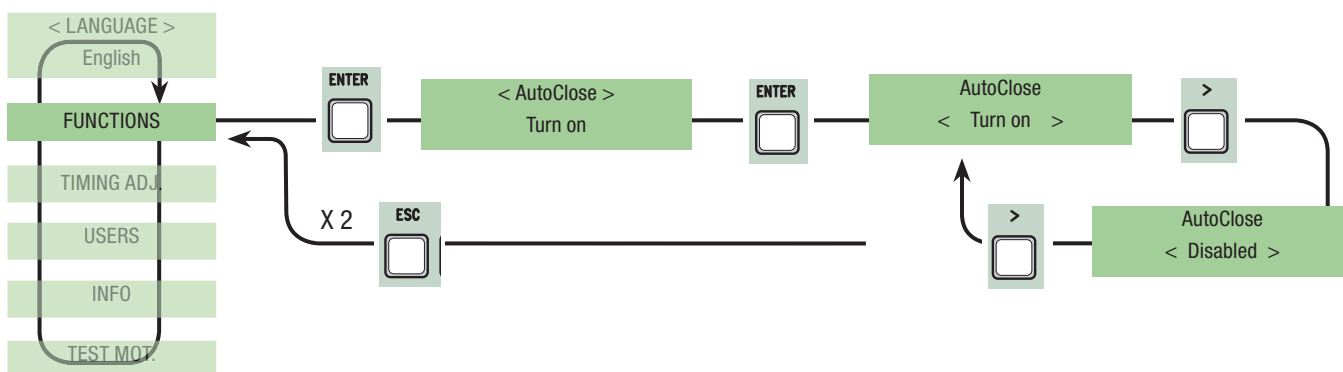 < LANGUAGE >
English
FUNCTIONS
TIMING ADJ.
USERS
INFO
TEST MOT.
ENTER
< AutoClose >
Turn on
ENTER
AutoClose
< Turn on >
>
AutoClose
< Disabled >
>
X 2
ESC